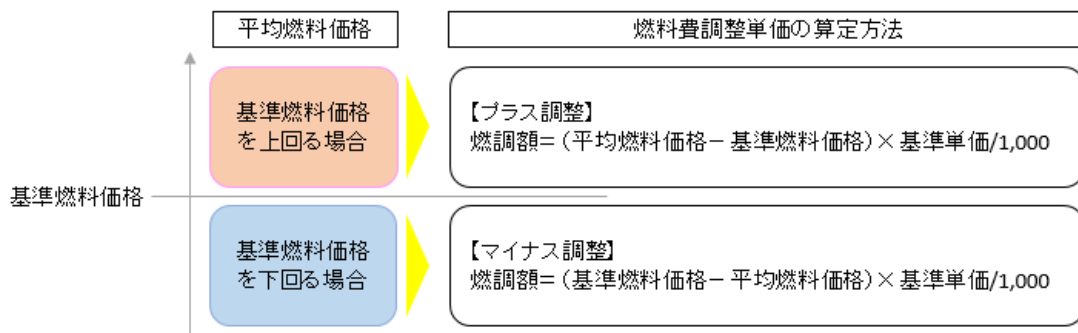 平均燃料価格
燃料費調整単価の算定方法
基準燃料価格
を上回る場合
【プラス調整】
燃調額=(平均燃料価格-基準燃料価格)×基準単価/1,000
基準燃料価格
基準燃料価格
を下回る場合
【マイナス調整】
燃調額=(基準燃料価格-平均燃料価格)×基準単価/1,000